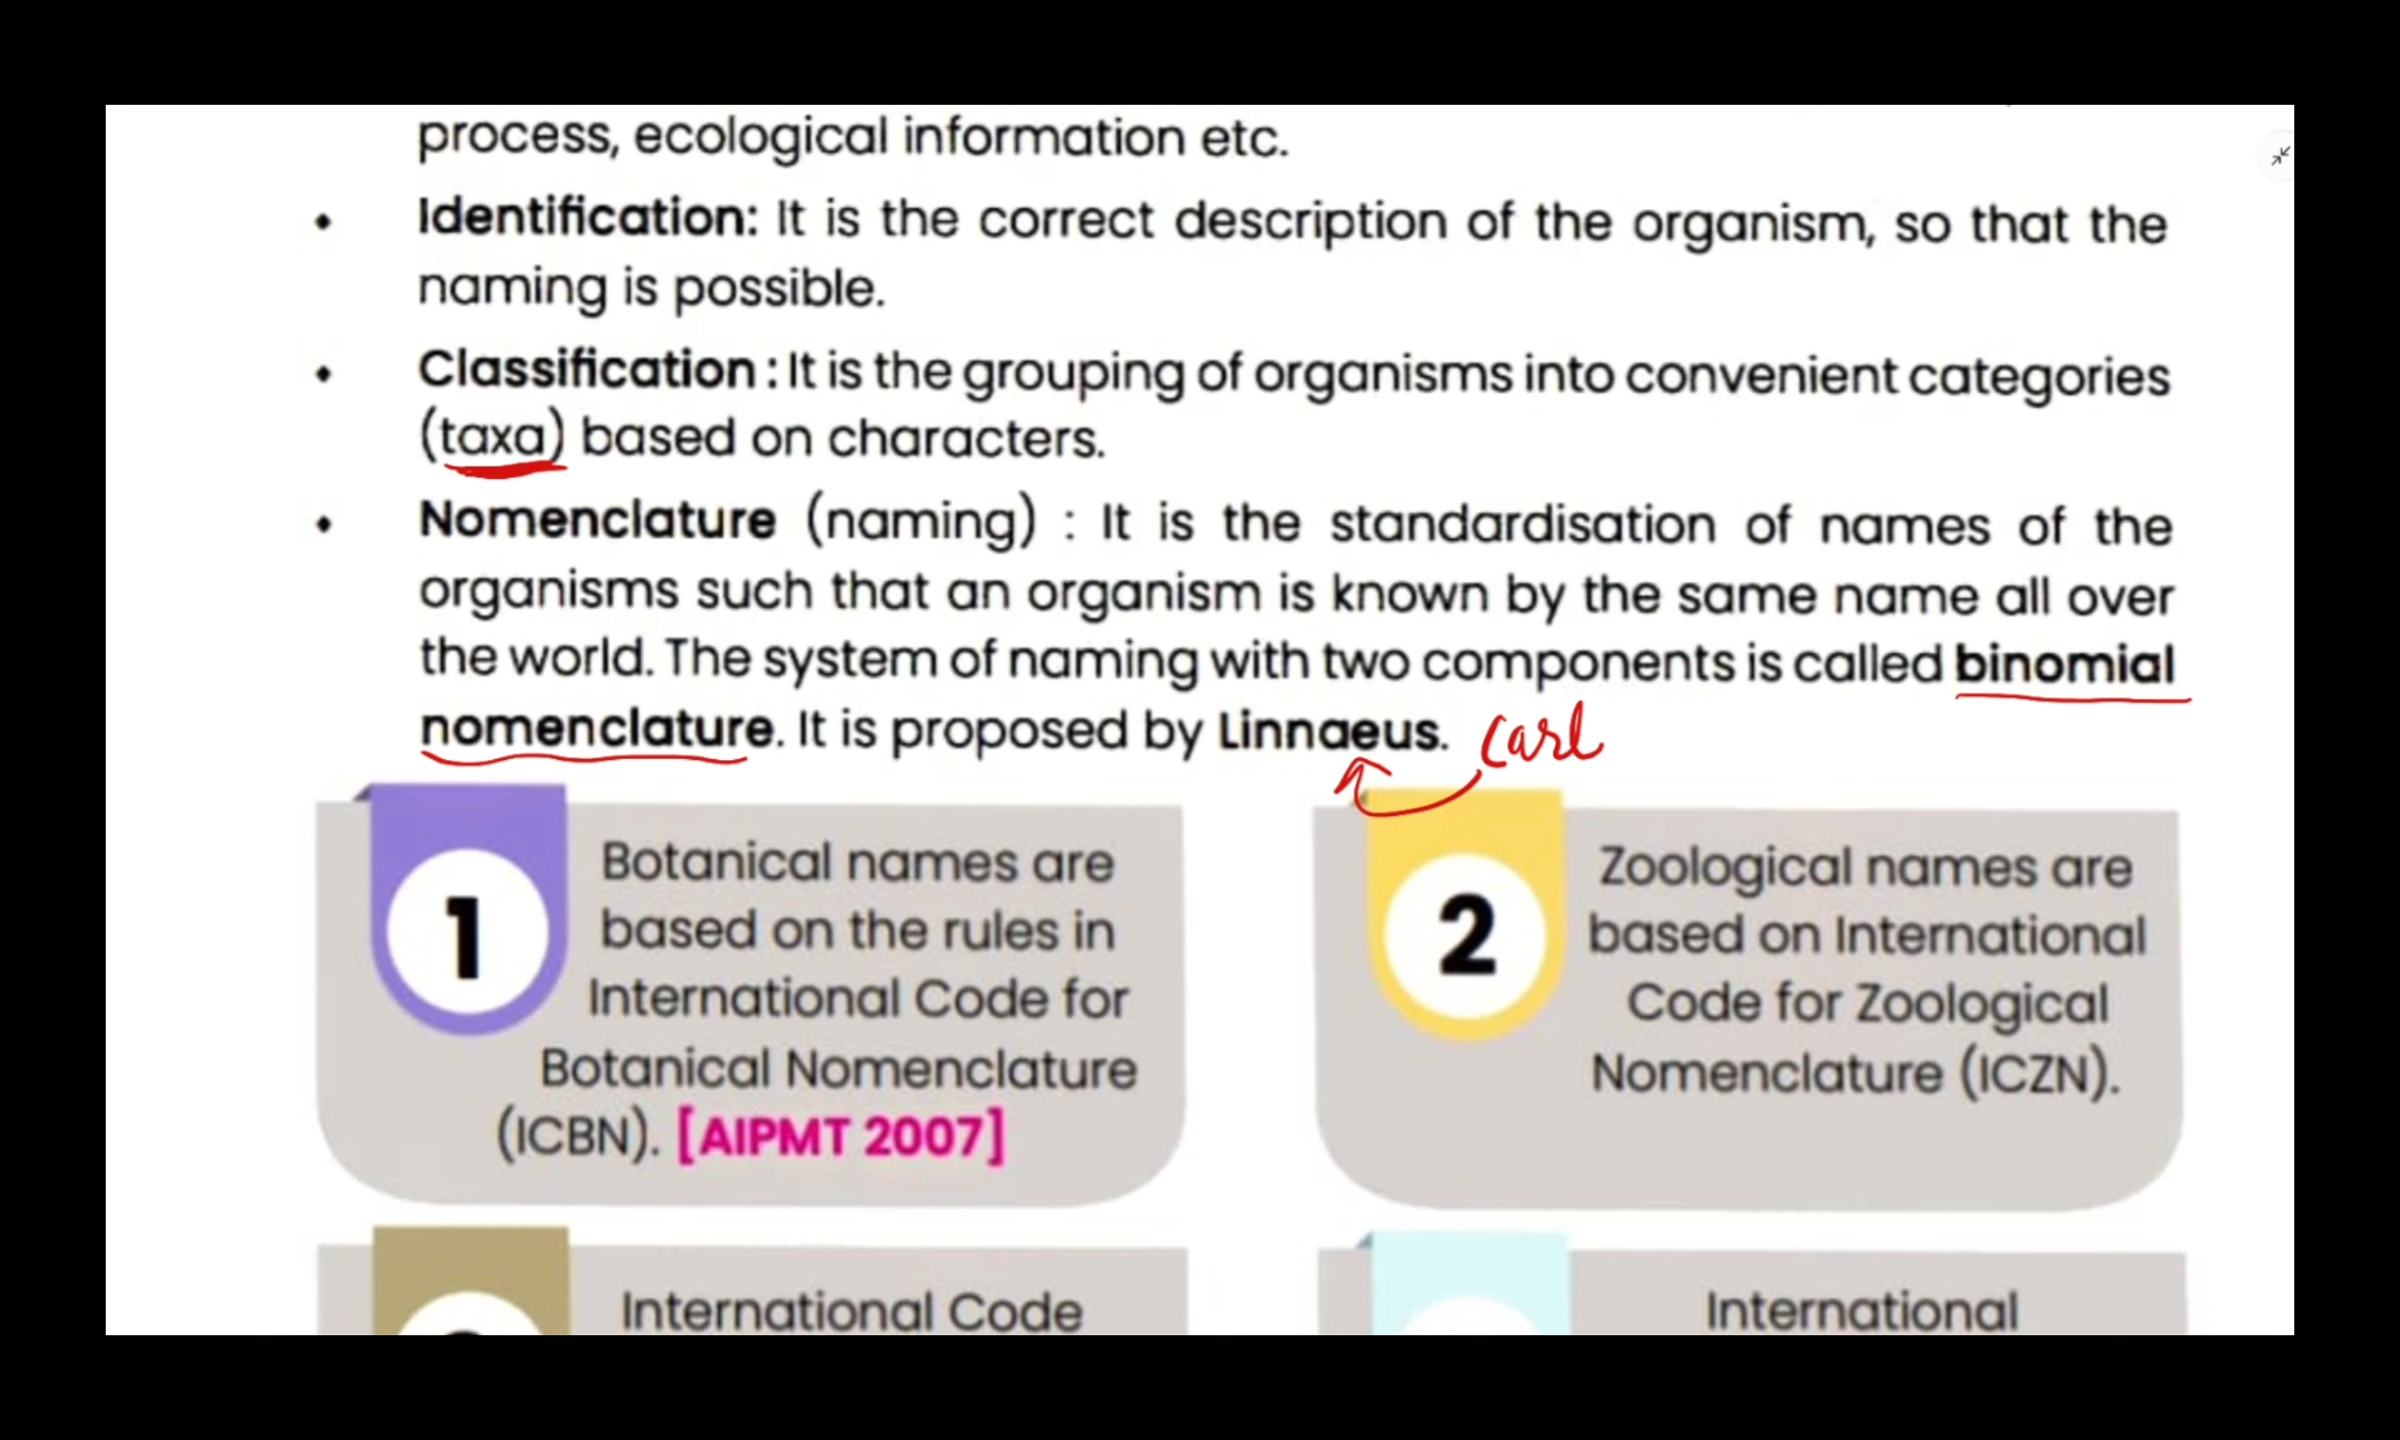 process, ecological information etc.
• Identification: It is the correct description of the organism, so that the
naming is possible.
• Classification : It is the grouping of organisms into convenient categories
(taxa) based on characters.
• Nomenclature (naming) : It is the standardisation of names of the
organisms such that an organism is known by the same name all over
the world. The system of naming with two components is called binomial
nomenclature. It is proposed by Linnaeus. Carl
1
Botanical names are
based on the rules in
International Code for
Botanical Nomenclature
(ICBN). [AIPMT 2007]
2
Zoological names are
based on International
Code for Zoological
Nomenclature (ICZN).
International Code
International